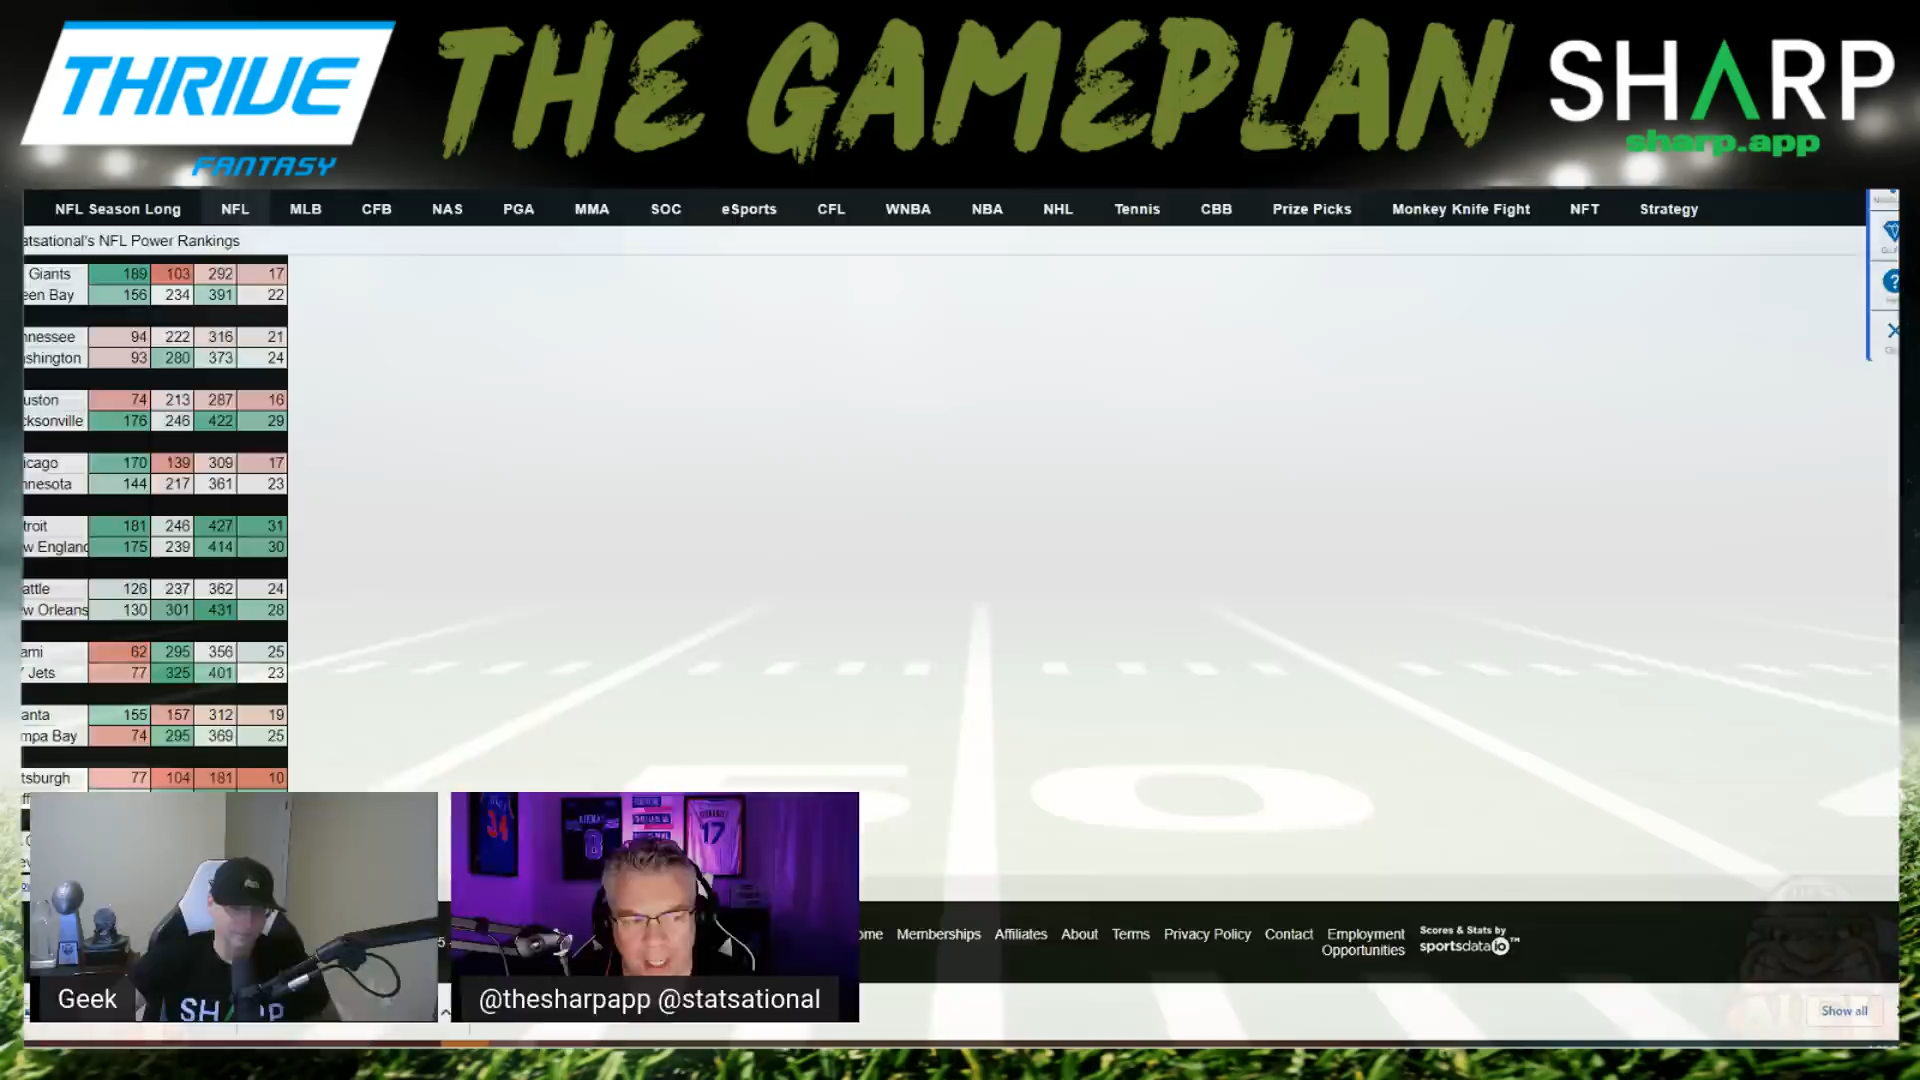 THRIVE
FANTASY
THE GAMEPLAN
SHARP
sharp.app
NFL Season Long NFL MLB CFB NAS PGA MMA SOC eSports CFL WNBA NBA NHL Tennis CBB Prize Picks Monkey Knife Fight NFT Strategy
atsational's NFL Power Rankings
Giants 189 103 292 17
een Bay 156 234 391 22
nnessee 94 222 316 21
shington 93 280 373 24
uston 74 213 287 16
cksonville 176 246 422 29
icago 170 139 309 17
nnesota 144 217 361 23
troit 181 246 427 31
w England 175 239 414 30
attle 126 237 362 24
w Orleans 130 301 431 28
ami 62 295 356 25
Jets 77 325 401 23
anta 155 157 312 19
mpa Bay 74 295 369 25
tsburgh 77 104 181 10
50
34
8
17
ome Memberships Affiliates About Terms Privacy Policy Contact Employment Opportunities
Scores & Stats by
sportsdataio™
Geek
@thesharpapp @statsational
Show all